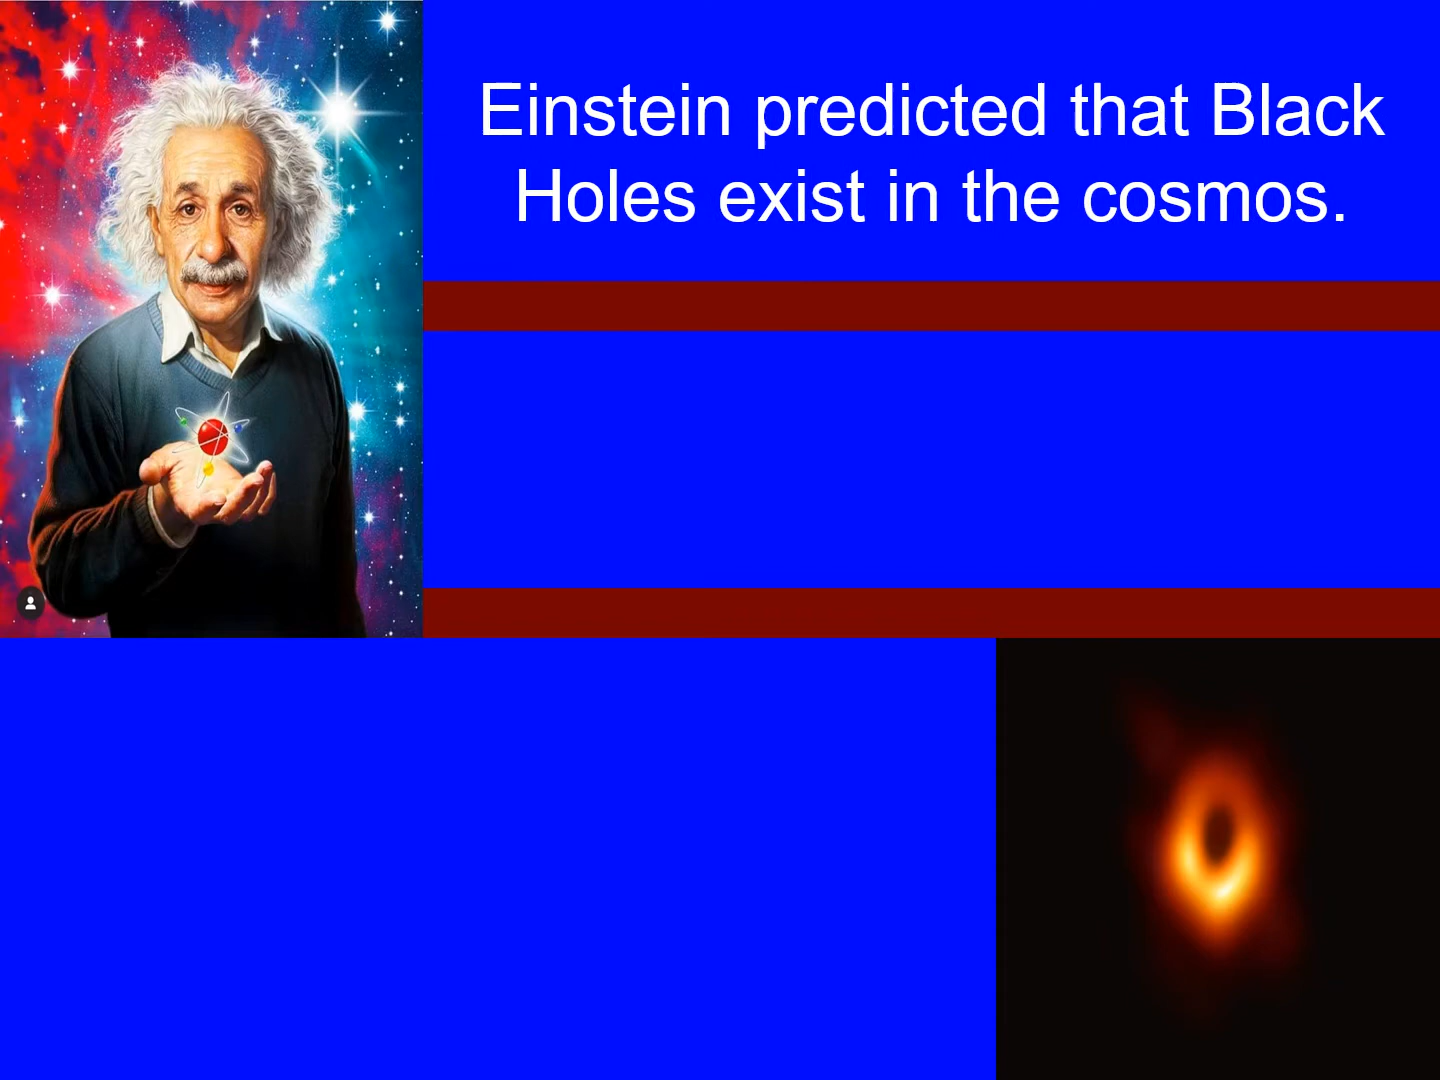 Einstein predicted that Black
Holes exist in the cosmos.